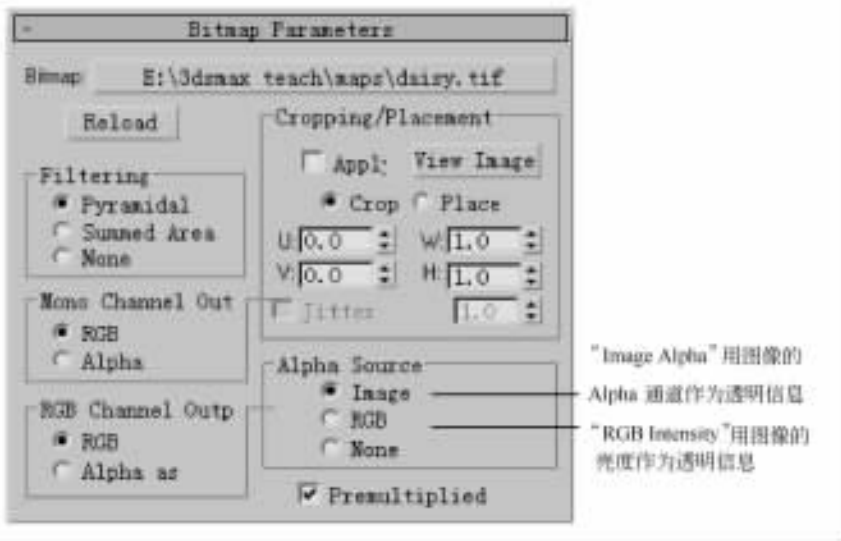 - Bitmap Parameters
Bitmap: E:\3dsmax teach\maps\daisy.tif
Reload
Filtering
Pyramidal
Summed Area
None
Mono Channel Out
RGB
Alpha
RGB Channel Outp
RGB
Alpha as
Cropping/Placement
Appl: View Image
Crop Place
U: 0.0 W: 1.0
V: 0.0 H: 1.0
Jitter 1.0
Alpha Source
Image
RGB
None
Premultiplied
“Image Alpha”用图像的
Alpha 通道作为透明信息
“RGB Intensity”用图像的
亮度作为透明信息